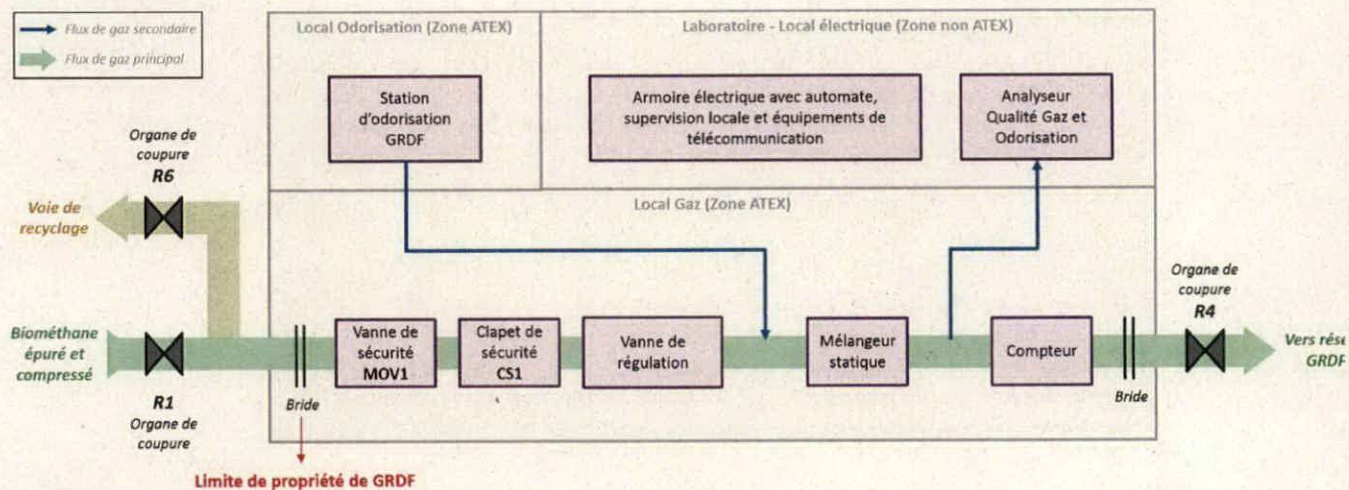 Flux de gaz secondaire
Flux de gaz principal
Local Odorisation (Zone ATEX)
Laboratoire - Local électrique (Zone non ATEX)
Station
d'odorisation
GRDF
Armoire électrique avec automate,
supervision locale et équipements de
télécommunication
Analyseur
Qualité Gaz et
Odorisation
Organe de
coupure
R6
Voie de
recyclage
Local Gaz (Zone ATEX)
Biométhane
épuré et
compressé
R1
Organe de
coupure
Bride
Vanne de
sécurité
MOV1
Clapet de
sécurité
CS1
Vanne de
régulation
Mélangeur
statique
Compteur
Bride
Organe de
coupure
R4
Vers rése
GRDF
Limite de propriété de GRDF